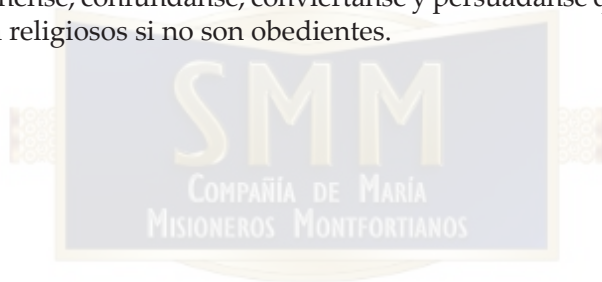 confúndanse, conviértanse y persuádanse
religiosos si no son obedientes.
SMM
COMPAÑÍA DE MARÍA
MISIONEROS MONTFORTIANOS